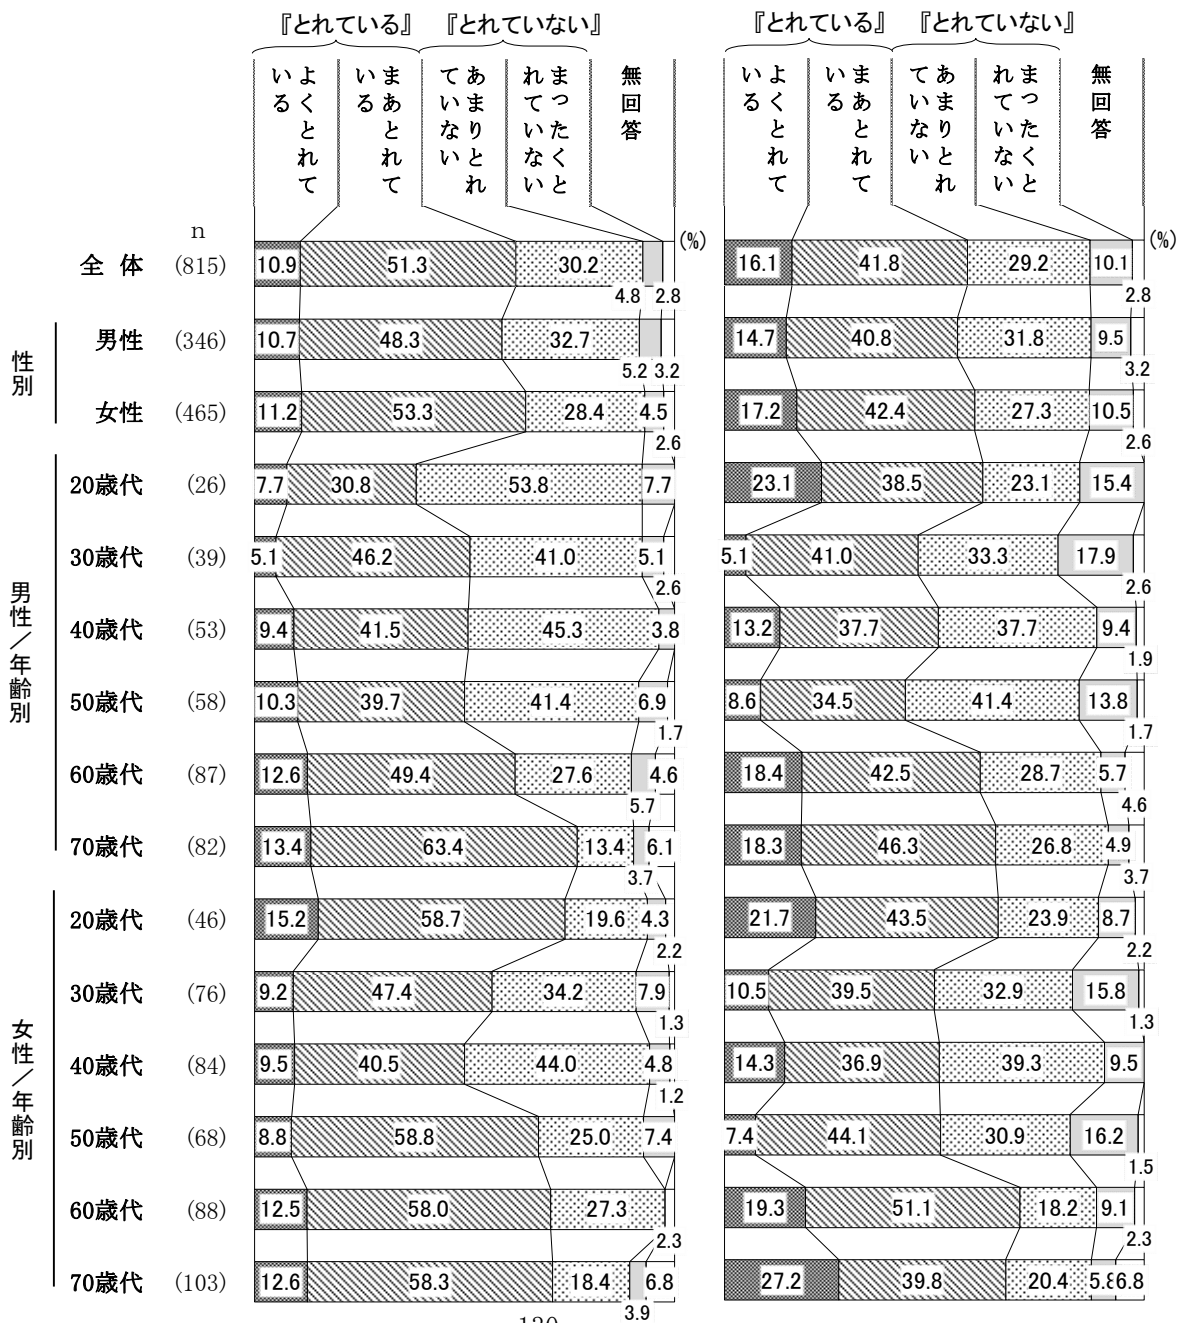 『とれている』 『とれていない』 『とれている』 『とれていない』
よくとれている まあとれている あまりとれていない まったくとれていない 無回答 よくとれている まあとれている あまりとれていない まったくとれていない 無回答
n (%) (%)
全 体 (815) 10.9 51.3 30.2 4.8 2.8 16.1 41.8 29.2 10.1 2.8
性別
男性 (346) 10.7 48.3 32.7 5.2 3.2 14.7 40.8 31.8 9.5 3.2
女性 (465) 11.2 53.3 28.4 4.5 2.6 17.2 42.4 27.3 10.5 2.6
男性/年齢別
20歳代 (26) 7.7 30.8 53.8 7.7 23.1 38.5 23.1 15.4
30歳代 (39) 5.1 46.2 41.0 5.1 2.6 5.1 41.0 33.3 17.9 2.6
40歳代 (53) 9.4 41.5 45.3 3.8 13.2 37.7 37.7 9.4 1.9
50歳代 (58) 10.3 39.7 41.4 6.9 1.7 8.6 34.5 41.4 13.8 1.7
60歳代 (87) 12.6 49.4 27.6 5.7 4.6 18.4 42.5 28.7 5.7 4.6
70歳代 (82) 13.4 63.4 13.4 3.7 6.1 18.3 46.3 26.8 4.9 3.7
女性/年齢別
20歳代 (46) 15.2 58.7 19.6 4.3 2.2 21.7 43.5 23.9 8.7 2.2
30歳代 (76) 9.2 47.4 34.2 7.9 1.3 10.5 39.5 32.9 15.8 1.3
40歳代 (84) 9.5 40.5 44.0 4.8 1.2 14.3 36.9 39.3 9.5
50歳代 (68) 8.8 58.8 25.0 7.4 7.4 44.1 30.9 16.2 1.5
60歳代 (88) 12.5 58.0 27.3 2.3 19.3 51.1 18.2 9.1 2.3
70歳代 (103) 12.6 58.3 18.4 3.9 6.8 27.2 39.8 20.4 6.8